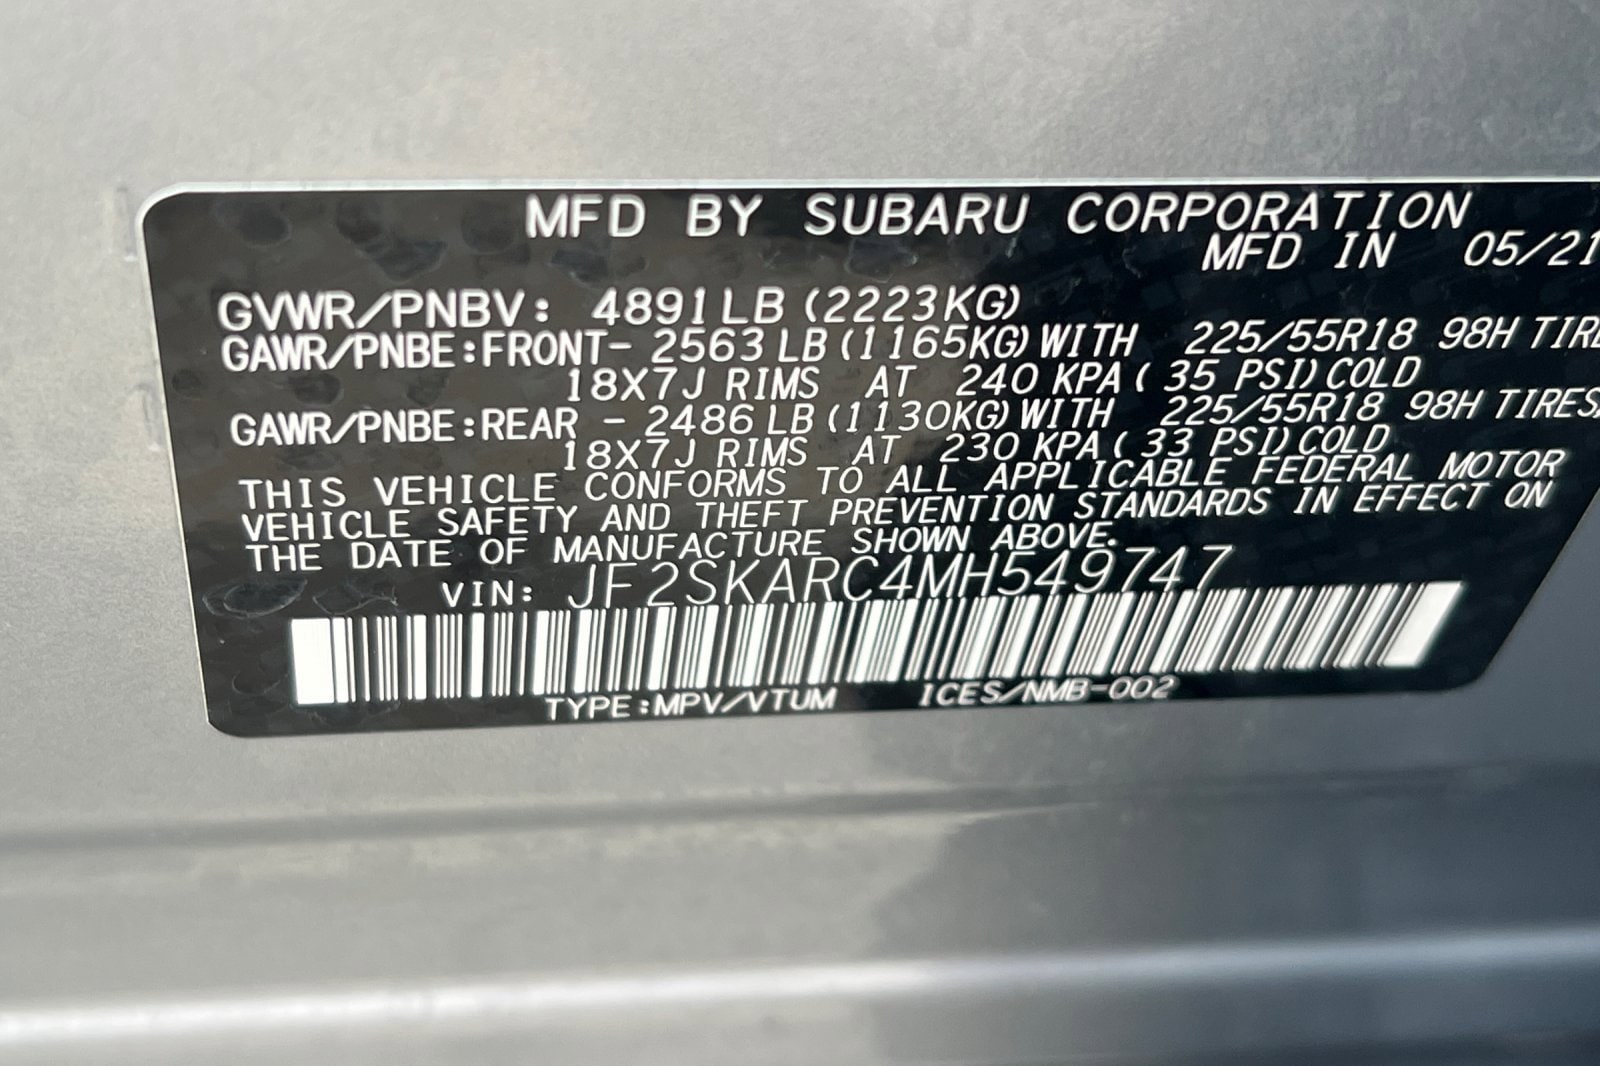 MFD BY SUBARU CORPORATION
MFD IN 05/21
GVWR/PNBV: 4891LB (2223KG)
GAWR/PNBE:FRONT- 2563 LB (1165KG) WITH 225/55R18 98H TIRE
18X7J RIMS AT 240 KPA ( 35 PSI) COLD
GAWR/PNBE:REAR - 2486 LB (1130KG) WITH 225/55R18 98H TIRES,
18X7J RIMS AT 230 KPA ( 33 PSI) COLD
THIS VEHICLE CONFORMS TO ALL APPLICABLE FEDERAL MOTOR
VEHICLE SAFETY AND THEFT PREVENTION STANDARDS IN EFFECT ON
THE DATE OF MANUFACTURE SHOWN ABOVE.
VIN: JF2SKARC4MH549747
TYPE:MPV/VTUM ICES/NMB-002